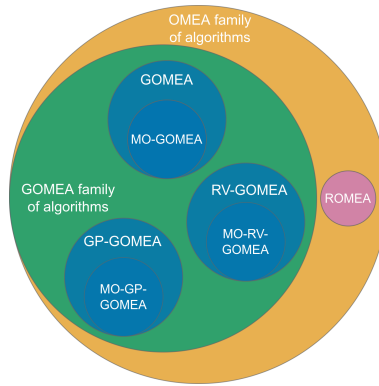 OMEA family
of algorithms
GOMEA
MO-GOMEA
GOMEA family
of algorithms
RV-GOMEA
MO-RV-
GOMEA
ROMEA
GP-GOMEA
MO-GP-
GOMEA